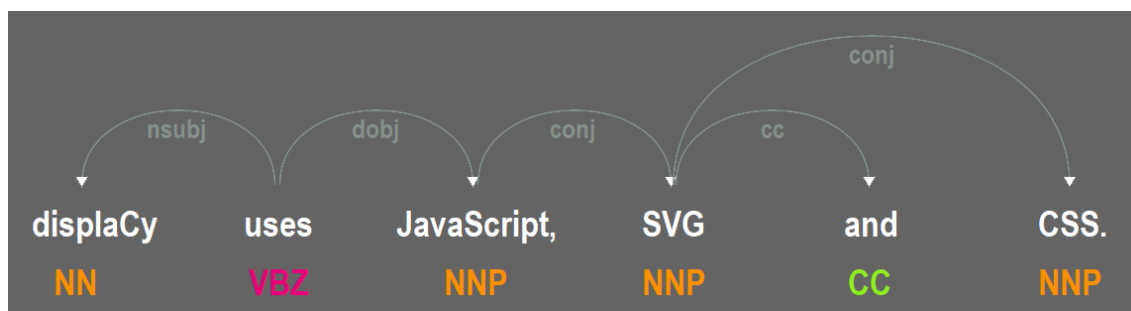 conj
nsubj dobj conj cc
displaCy uses JavaScript, SVG and CSS.
NN VBZ NNP NNP CC NNP